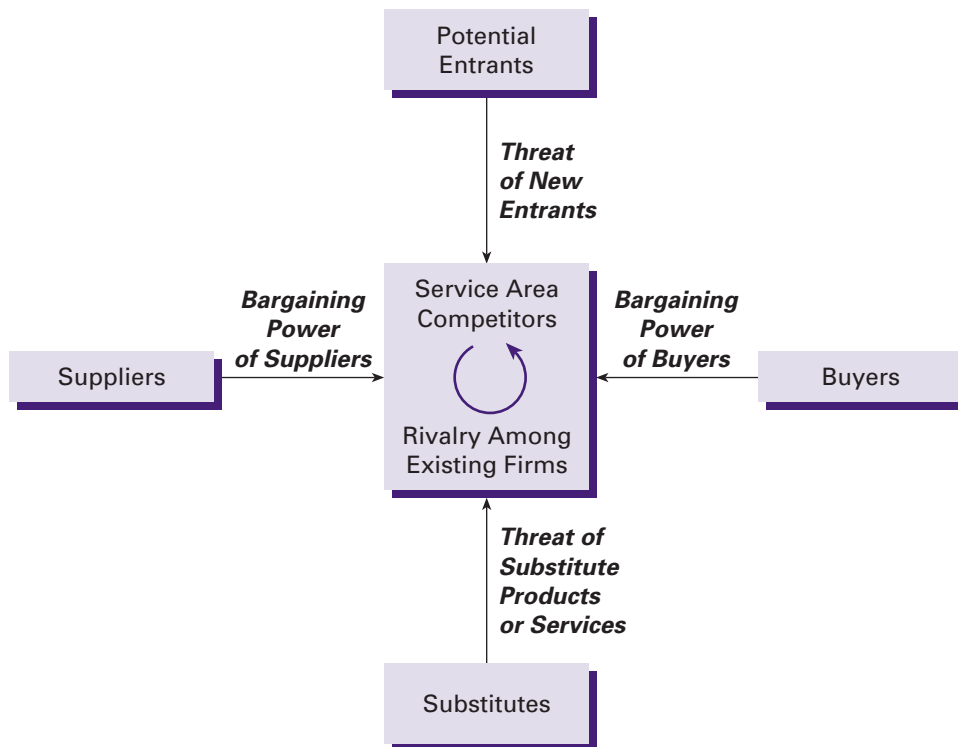 Potential
Entrants
Threat
of New
Entrants
Bargaining
Power
of Suppliers
Suppliers
Service Area
Competitors
Rivalry Among
Existing Firms
Bargaining
Power
of Buyers
Buyers
Threat of
Substitute
Products
or Services
Substitutes